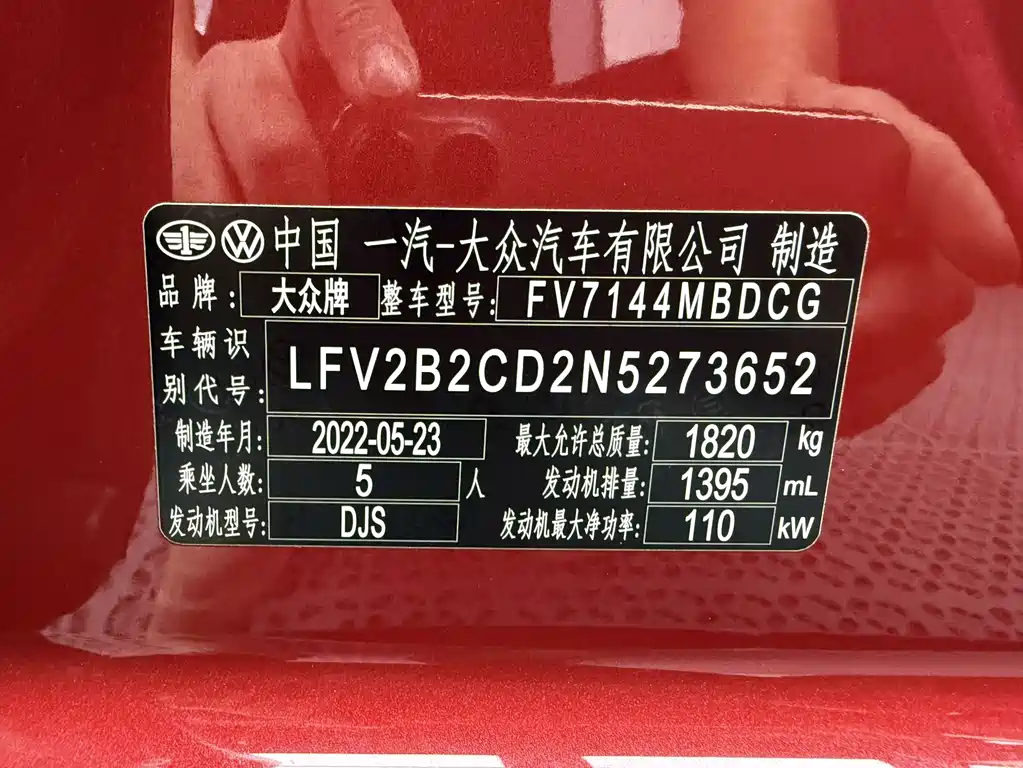 中国 一汽-大众汽车有限公司 制造
品牌: 大众牌 整车型号: FV7144MBDCG
车辆识别代号: LFV2B2CD2N5273652
制造年月: 2022-05-23 最大允许总质量: 1820 kg
乘坐人数: 5 人 发动机排量: 1395 mL
发动机型号: DJS 发动机最大净功率: 110 kW